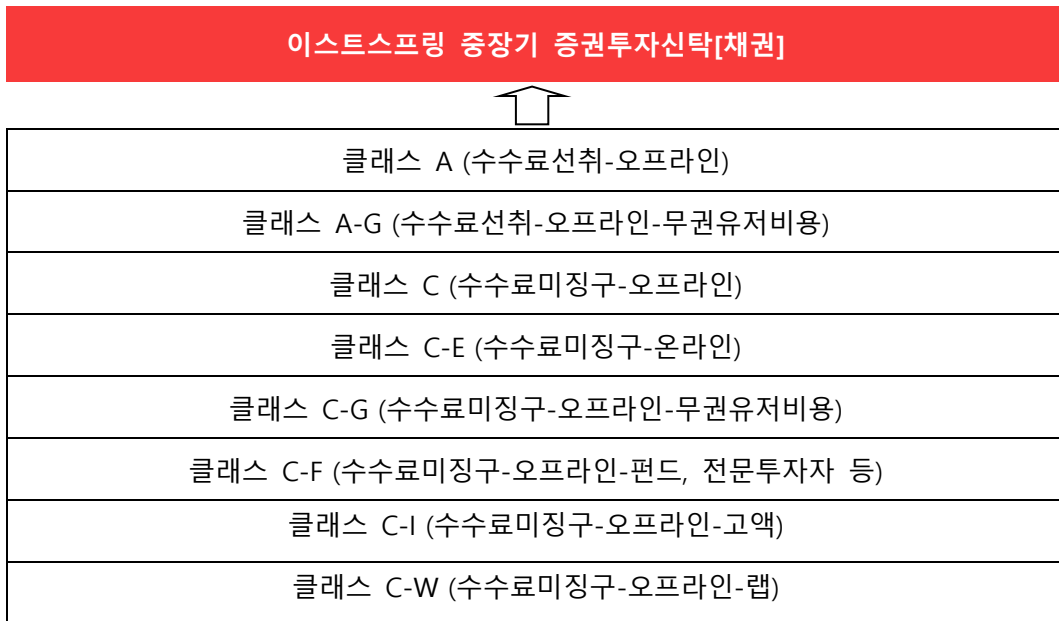 이스트스프링 중장기 증권투자신탁[채권]
클래스 A (수수료선취-오프라인)
클래스 A-G (수수료선취-오프라인-무권유저비용)
클래스 C (수수료미징구-오프라인)
클래스 C-E (수수료미징구-온라인)
클래스 C-G (수수료미징구-오프라인-무권유저비용)
클래스 C-F (수수료미징구-오프라인-펀드, 전문투자자 등)
클래스 C-I (수수료미징구-오프라인-고액)
클래스 C-W (수수료미징구-오프라인-랩)